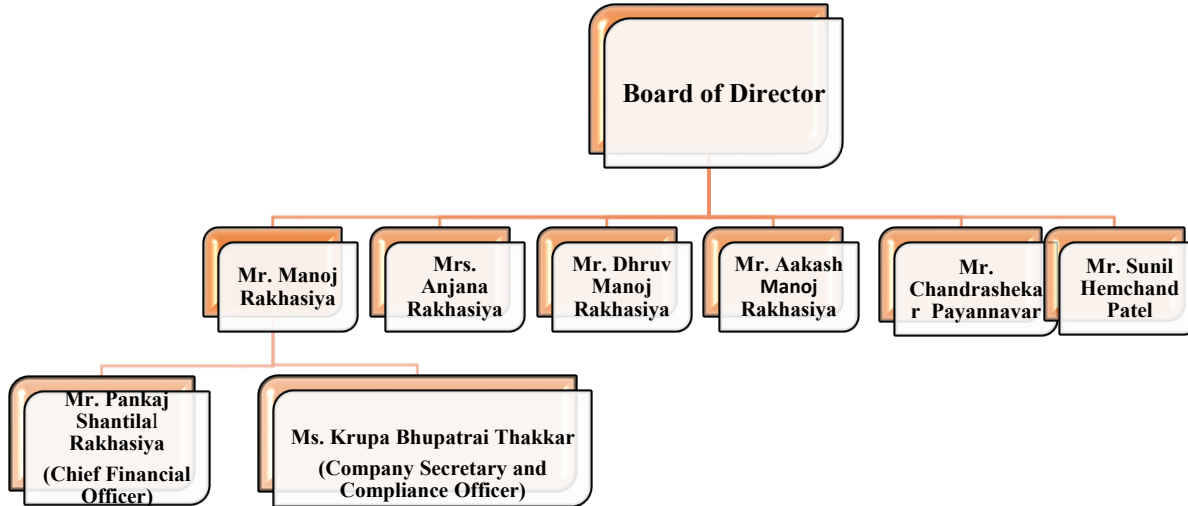 Board of Director
Mr. Manoj
Rakhasiya
Mrs.
Anjana
Rakhasiya
Mr. Dhruv
Manoj
Rakhasiya
Mr. Aakash
Manoj
Rakhasiya
Mr.
Chandrasheka
r Payannavar
Mr. Sunil
Hemchand
Patel
Mr. Pankaj
Shantilal
Rakhasiya
(Chief Financial
Officer)
Ms. Krupa Bhupatrai Thakkar
(Company Secretary and
Compliance Officer)